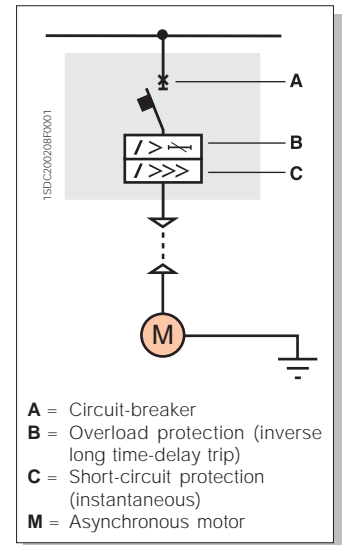 A
I > 
B
I >>>
C
1SDC200208F0001
M
A = Circuit-breaker
B = Overload protection (inverse
long time-delay trip)
C = Short-circuit protection
(instantaneous)
M = Asynchronous motor